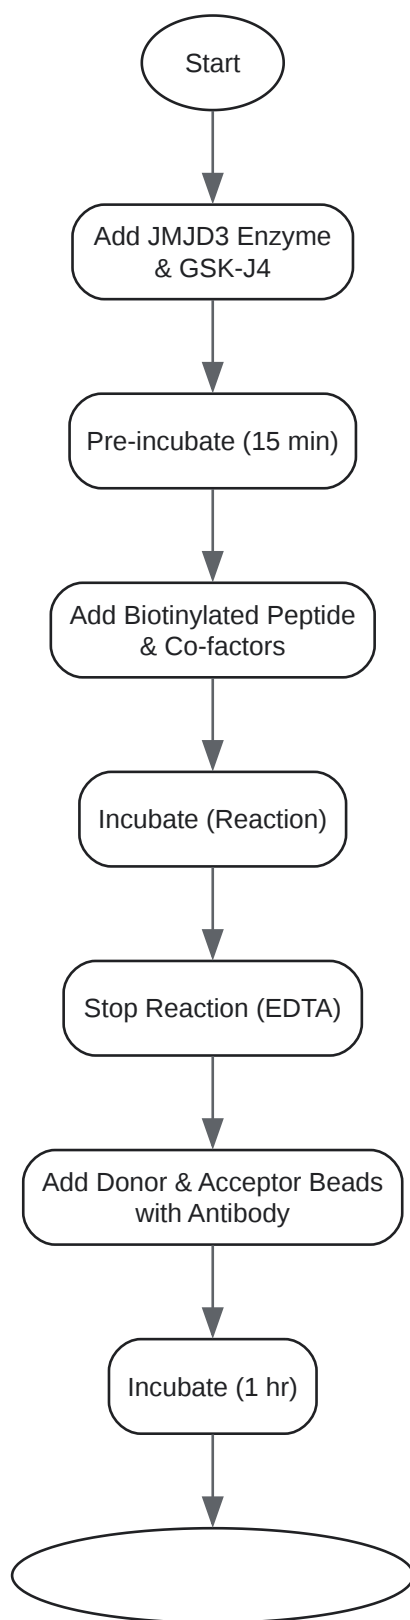 Start
Add JMJD3 Enzyme
& GSK-J4
Pre-incubate (15 min)
Add Biotinylated Peptide
& Co-factors
Incubate (Reaction)
Stop Reaction (EDTA)
Add Donor & Acceptor Beads
with Antibody
Incubate (1 hr)